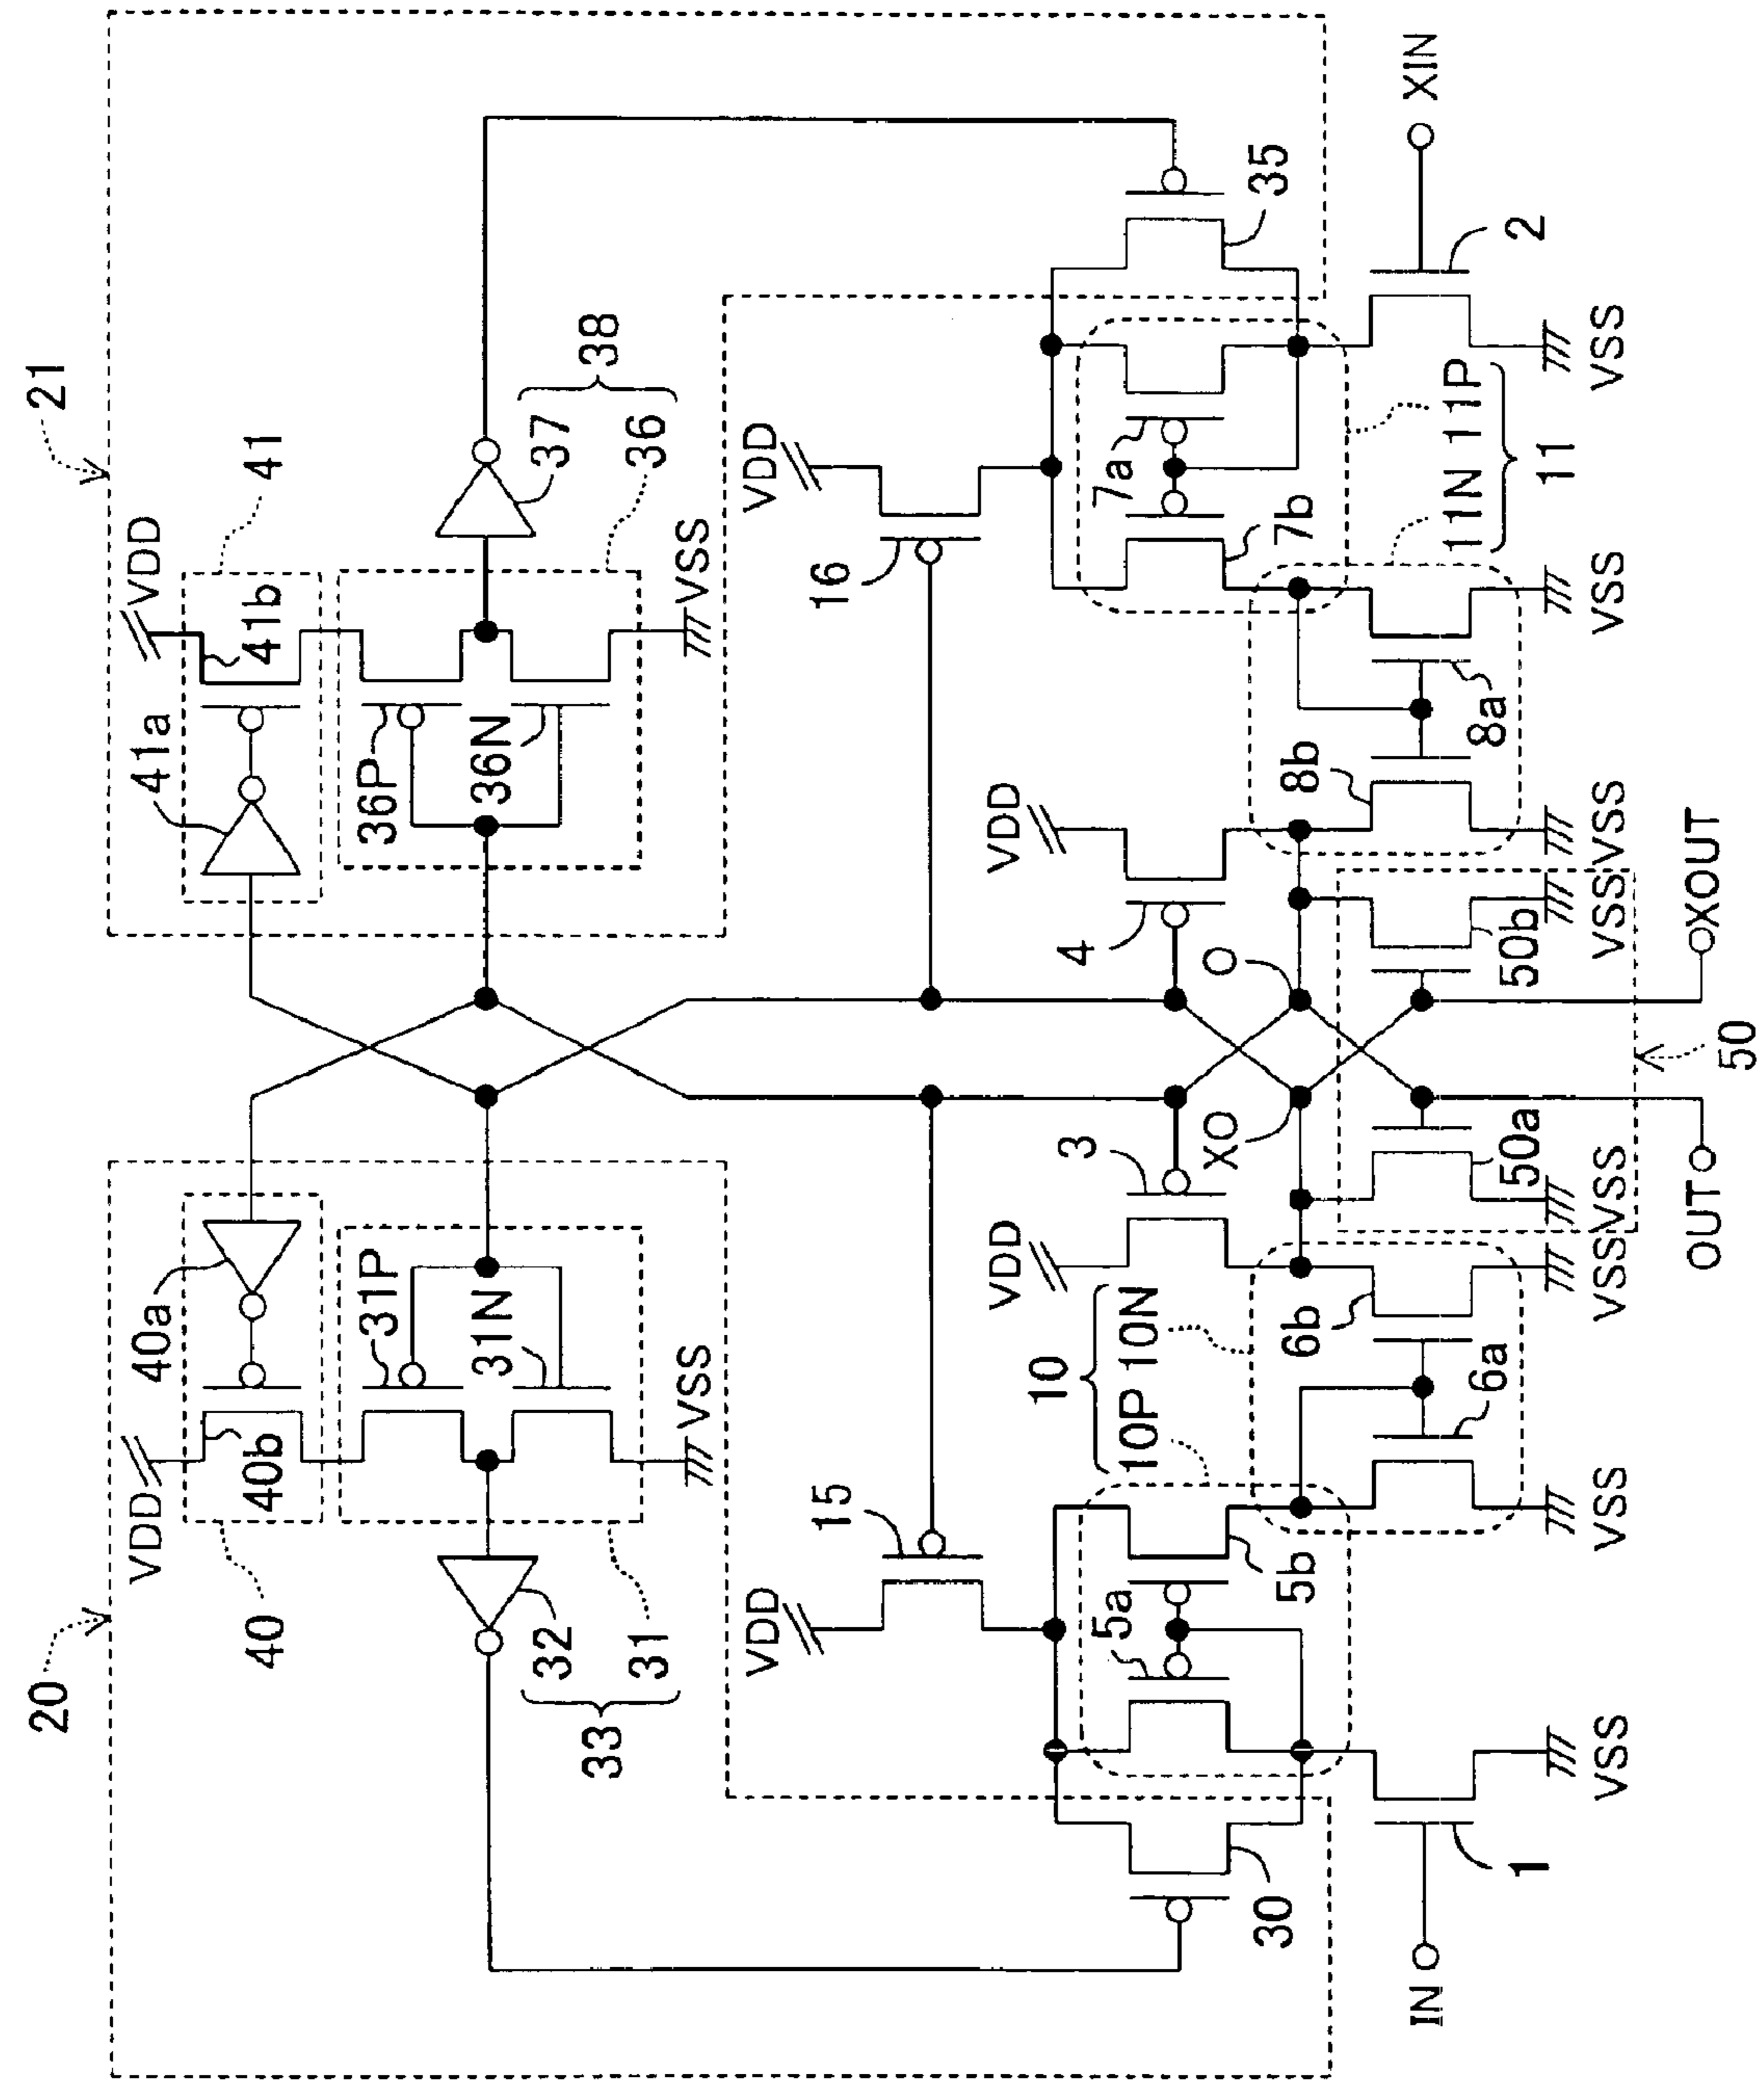 20
21
VDD
40a
40b
40
31P
31N
VSS
32
31
33
VDD
41a
41b
41
36P
36N
VSS
37
36
38
VDD
15
VDD
16
VDD
3
VDD
4
5a
5b
10
10P 10N
30
7a
7b
35
XO
O
6b
6a
8b
8a
11N 11P
11
1
IN
2
XIN
50a
50b
50
VSS
VSS
VSS
VSS
VSS
VSS
VSS
VSS
OUT
XOUT